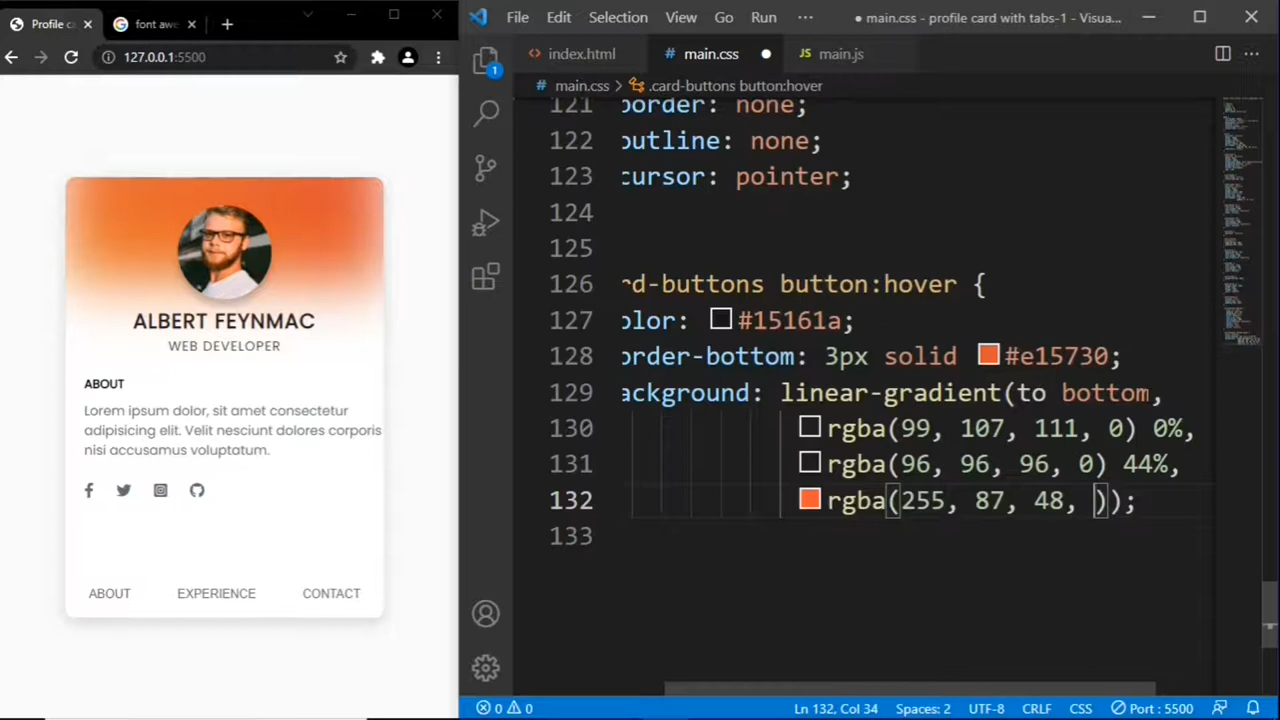 Profile ca
font awe
127.0.0.1:5500
ALBERT FEYNMAC
WEB DEVELOPER
ABOUT
Lorem ipsum dolor, sit amet consectetur
adipisicing elit. Velit nesciunt dolores corporis
nisi accusamus voluptatum.
ABOUT EXPERIENCE CONTACT
File Edit Selection View Go Run ··· ● main.css - profile card with tabs-1 - Visua...
1
<> index.html # main.css ● JS main.js
# main.css > .card-buttons button:hover
121 border: none;
122 outline: none;
123 cursor: pointer;
124
125
126 rd-buttons button:hover {
127 olor: #15161a;
128 order-bottom: 3px solid #e15730;
129 ackground: linear-gradient(to bottom,
130 rgba(99, 107, 111, 0) 0%,
131 rgba(96, 96, 96, 0) 44%,
132 rgba(255, 87, 48, ));
133
0 0 Ln 132, Col 34 Spaces: 2 UTF-8 CRLF CSS Port : 5500